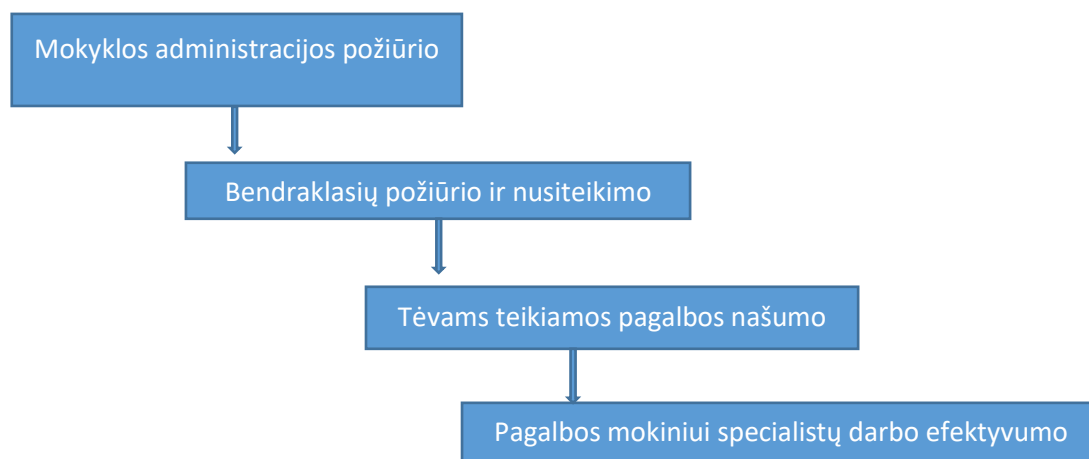 Mokyklos administracijos požiūrio
Bendraklasių požiūrio ir nusiteikimo
Tėvams teikiamos pagalbos našumo
Pagalbos mokiniui specialistų darbo efektyvumo